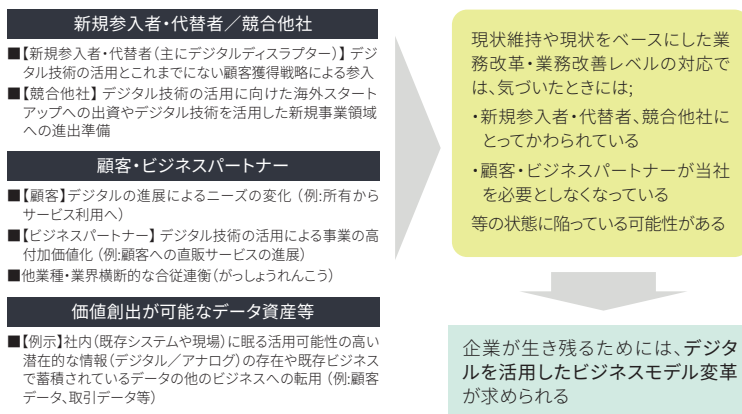 新規参入者・代替者／競合他社
■【新規参入者・代替者(主にデジタルディスラプター)】デジ
タル技術の活用とこれまでにない顧客獲得戦略による参入
■【競合他社】デジタル技術の活用に向けた海外スタート
アップへの出資やデジタル技術を活用した新規事業領域
への進出準備
顧客・ビジネスパートナー
■【顧客】デジタルの進展によるニーズの変化（例:所有から
サービス利用へ）
■【ビジネスパートナー】デジタル技術の活用による事業の高
付加価値化（例:顧客への直販サービスの進展）
■他業種・業界横断的な合従連衡(がっしょうれんこう)
価値創出が可能なデータ資産等
■【例示】社内(既存システムや現場)に眠る活用可能性の高い
潜在的な情報(デジタル／アナログ)の存在や既存ビジネス
で蓄積されているデータの他のビジネスへの転用（例:顧客
データ、取引データ等）
現状維持や現状をベースにした業
務改革・業務改善レベルの対応で
は、気づいたときには;
・新規参入者・代替者、競合他社に
とってかわられている
・顧客・ビジネスパートナーが当社
を必要としなくなっている
等の状態に陥っている可能性がある
企業が生き残るためには、デジタ
ルを活用したビジネスモデル変革
が求められる